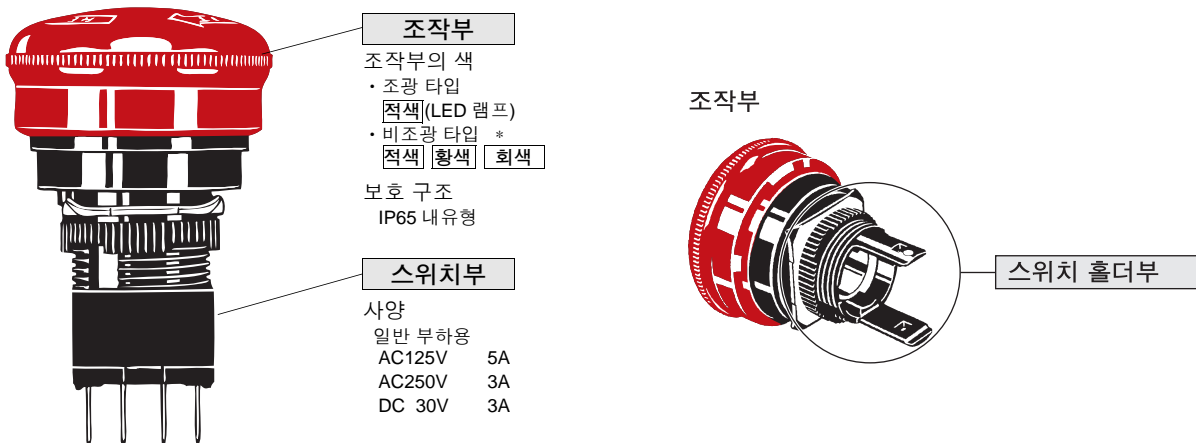 조작부
조작부의 색
・조광 타입
적색(LED 램프)
・비조광 타입 *
적색 황색 회색
보호 구조
IP65 내유형
스위치부
사양
일반 부하용
AC125V 5A
AC250V 3A
DC 30V 3A
조작부
스위치 홀더부